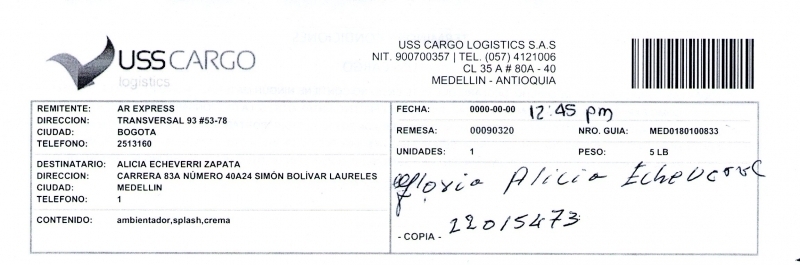 USSCARGO
logistics
USS CARGO LOGISTICS S.A.S
NIT. 900700357 | TEL. (057) 4121006
CL 35 A # 80A - 40
MEDELLIN - ANTIOQUIA
REMITENTE: AR EXPRESS
DIRECCION: TRANSVERSAL 93 #53-78
CIUDAD: BOGOTA
TELEFONO: 2513160
DESTINATARIO: ALICIA ECHEVERRI ZAPATA
DIRECCION: CARRERA 83A NÚMERO 40A24 SIMÓN BOLÍVAR LAURELES
CIUDAD: MEDELLIN
TELEFONO: 1
CONTENIDO: ambientador,splash,crema
FECHA: 0000-00-00 12:45 pm
REMESA: 00090320 NRO. GUIA: MED0180100833
UNIDADES: 1 PESO: 5 LB
Gloria Alicia Echeverri
22015473
- COPIA -